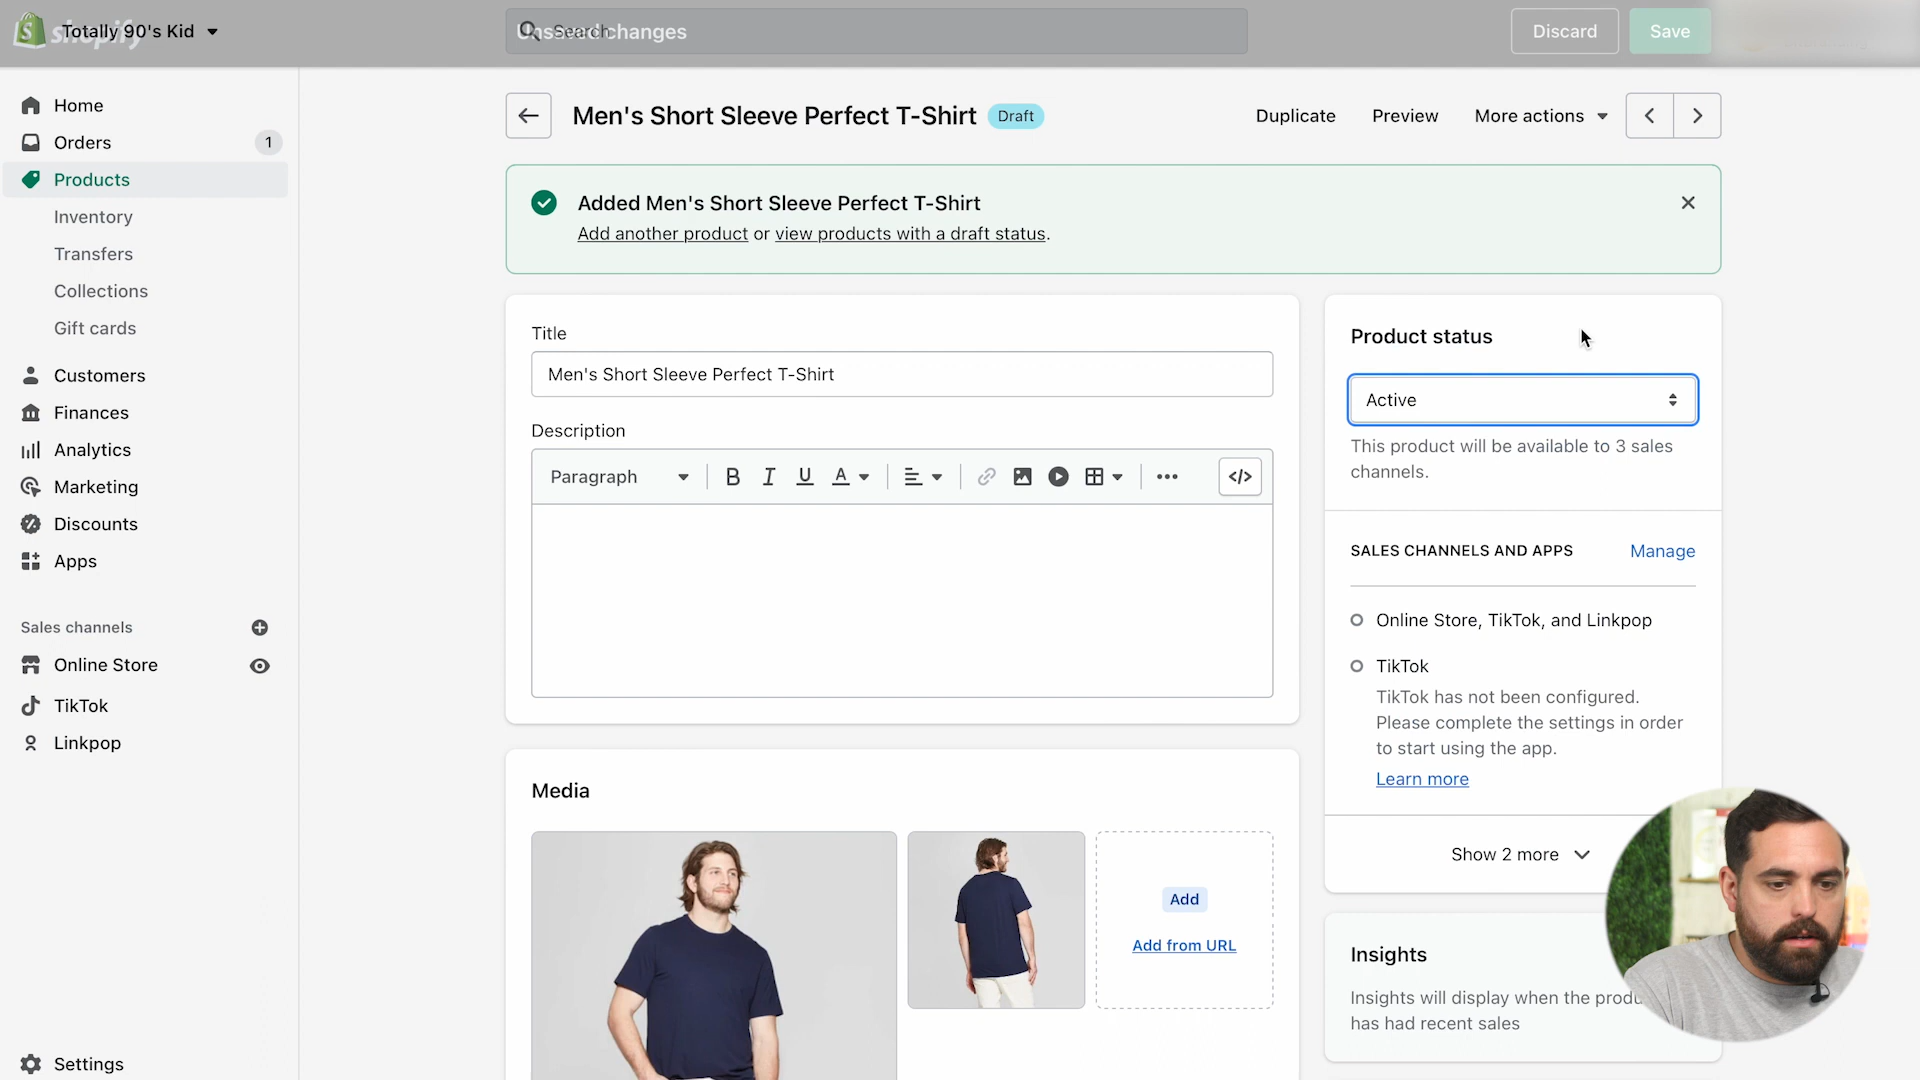 Totally 90's Kid
shopify
Unsaved changes
Search
Discard
Save
Home
Orders
1
Products
Inventory
Transfers
Collections
Gift cards
Customers
Finances
Analytics
Marketing
Discounts
Apps
Sales channels
Online Store
TikTok
Linkpop
Settings
Men's Short Sleeve Perfect T-Shirt
Draft
Duplicate
Preview
More actions
Added Men's Short Sleeve Perfect T-Shirt
Add another product or view products with a draft status.
Title
Men's Short Sleeve Perfect T-Shirt
Description
Paragraph
B I U A
</>
Media
Add
Add from URL
Product status
Active
This product will be available to 3 sales
channels.
SALES CHANNELS AND APPS
Manage
Online Store, TikTok, and Linkpop
TikTok
TikTok has not been configured.
Please complete the settings in order
to start using the app.
Learn more
Show 2 more
Insights
Insights will display when the produ
has had recent sales